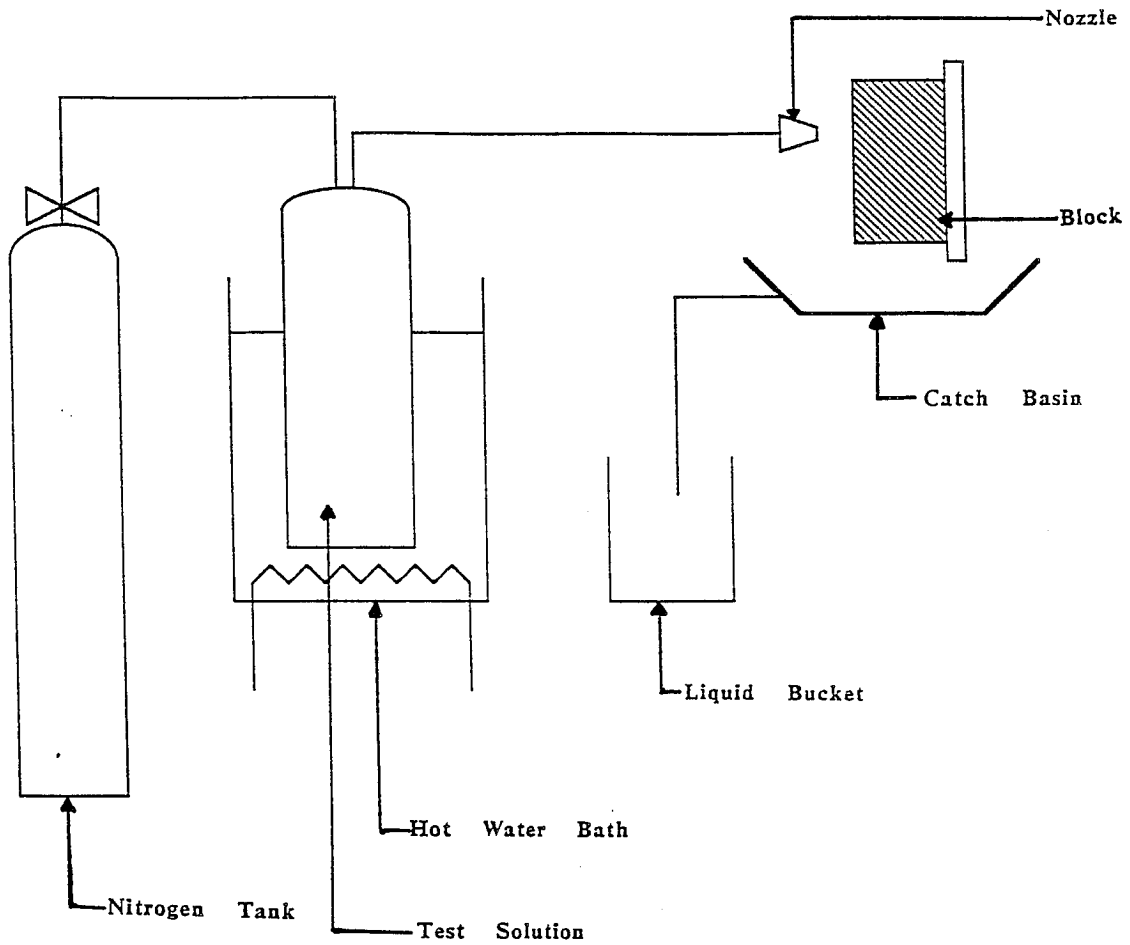 Nozzle
Block
Catch Basin
Liquid Bucket
Hot Water Bath
Nitrogen Tank
Test Solution